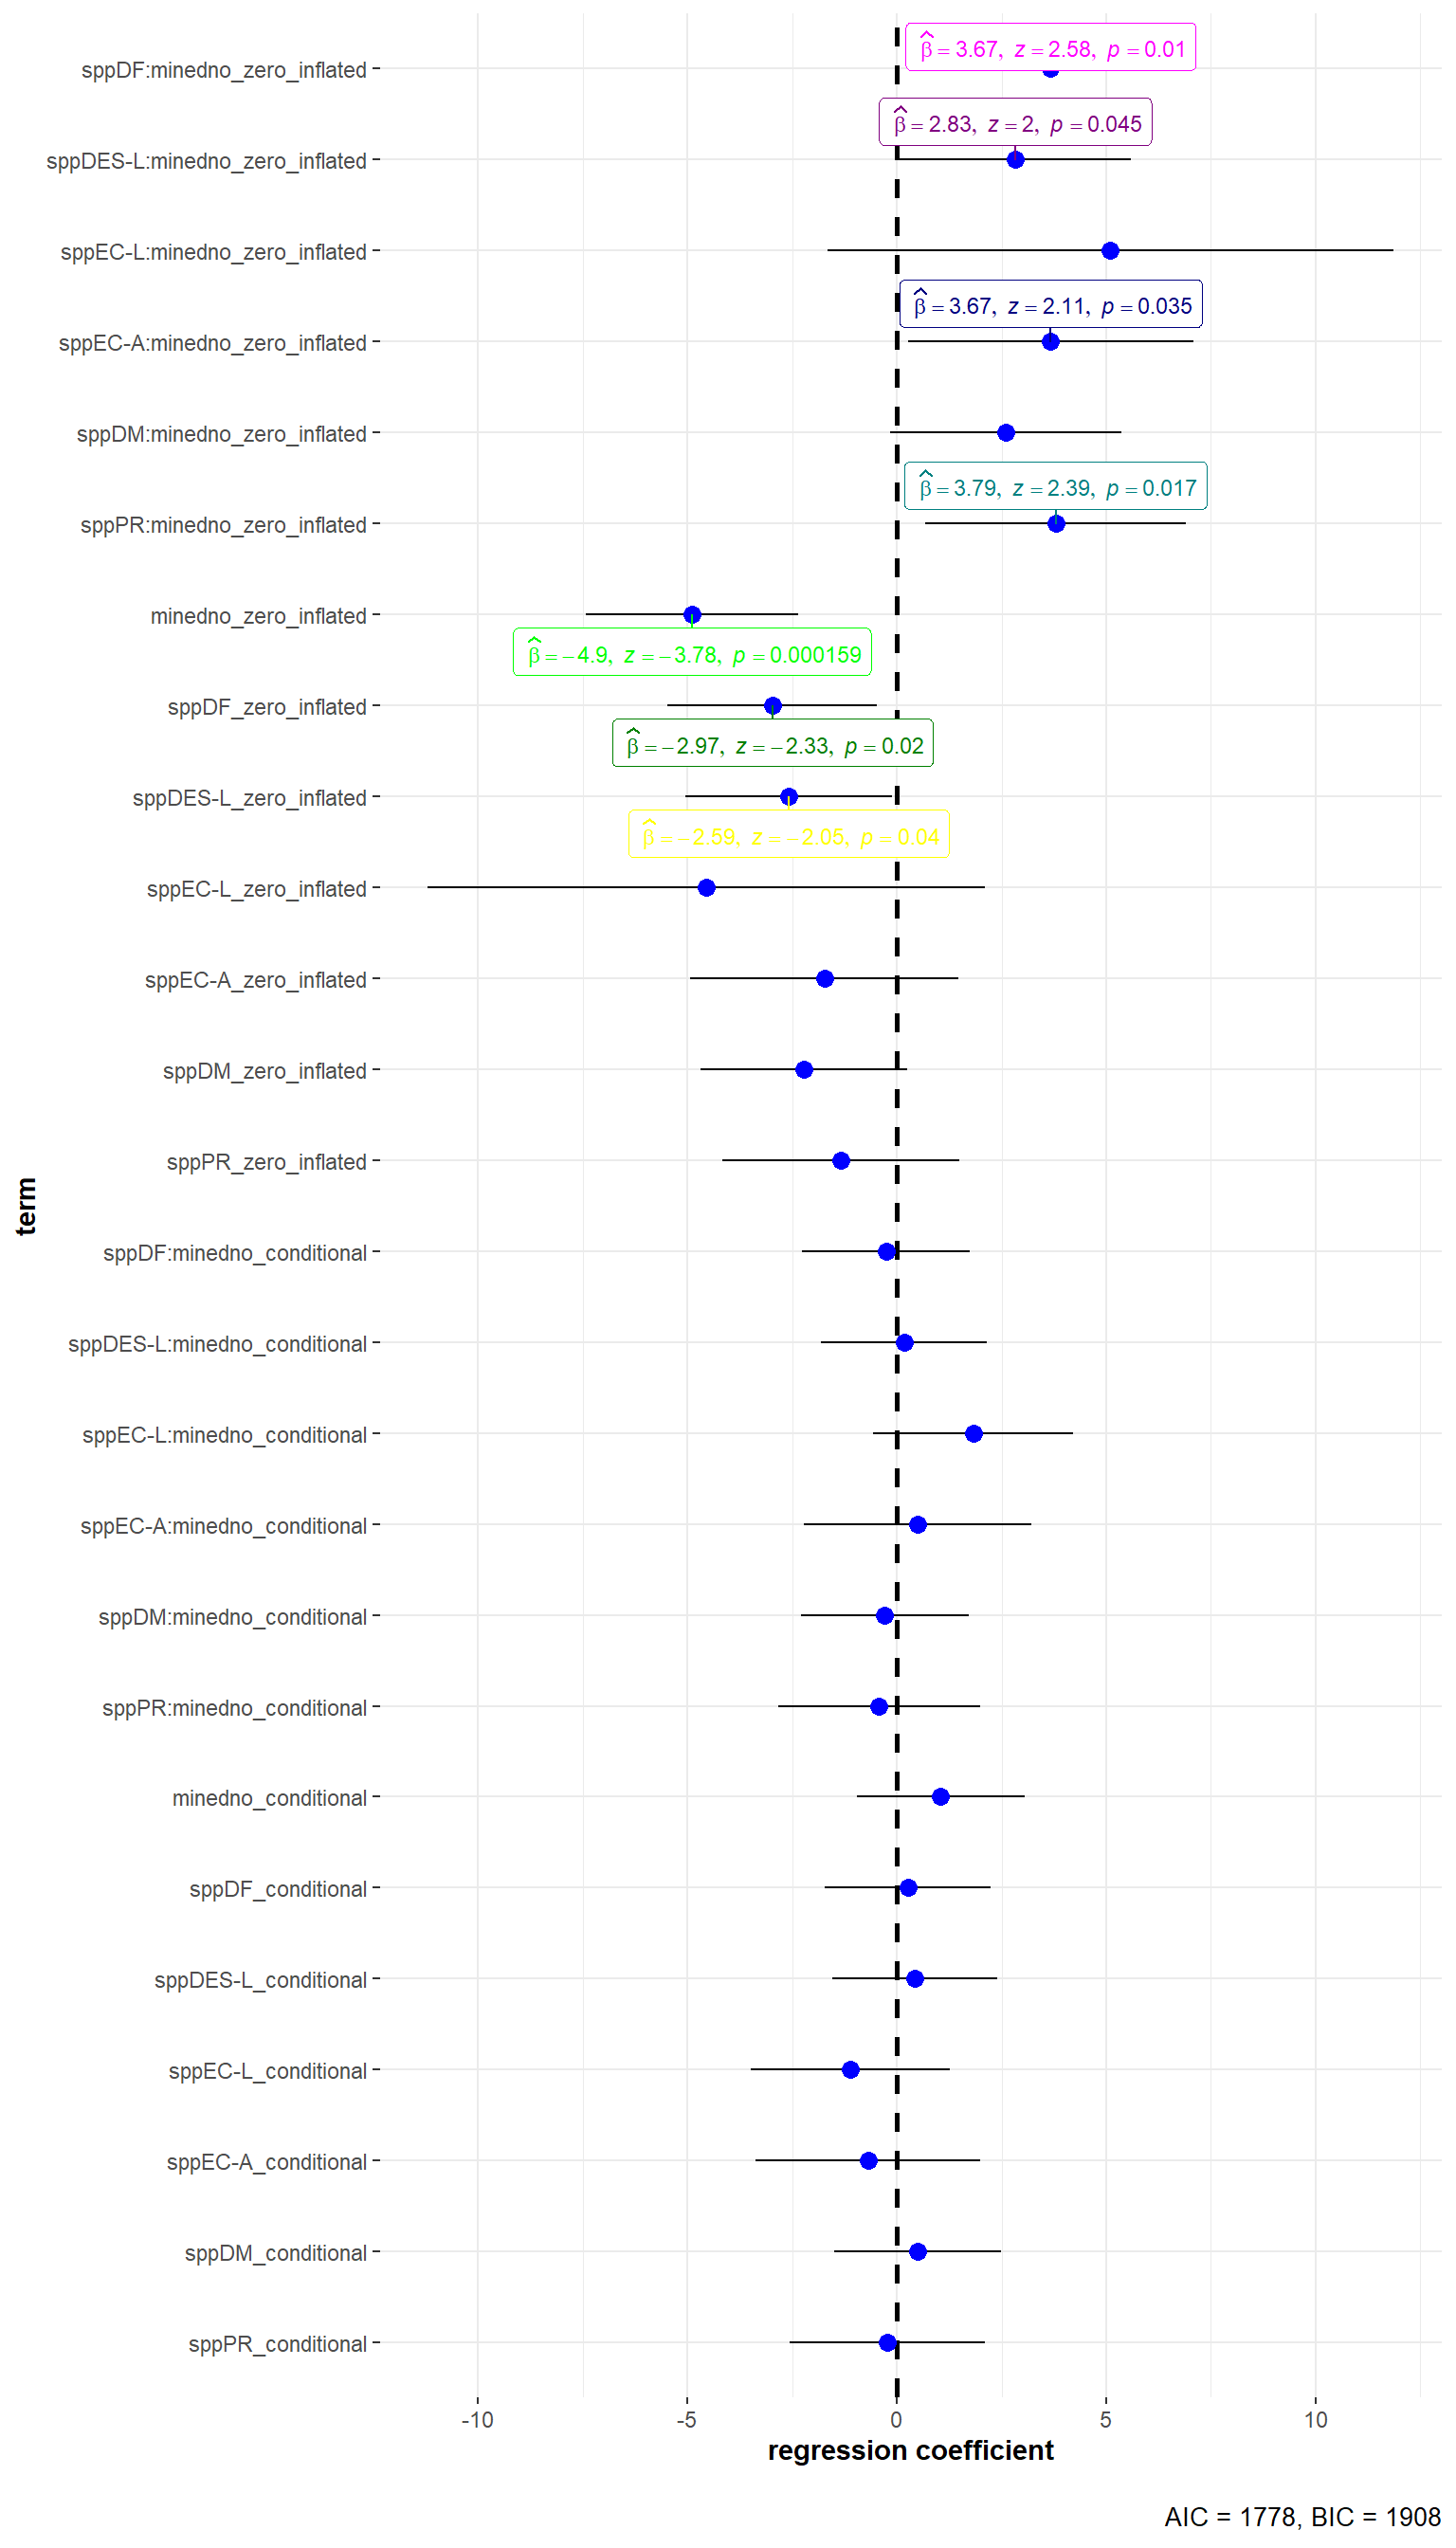 sppDF:minedno_zero_inflated
β̂ = 3.67, z = 2.58, p = 0.01
β̂ = 2.83, z = 2, p = 0.045
sppDES-L:minedno_zero_inflated
sppEC-L:minedno_zero_inflated
β̂ = 3.67, z = 2.11, p = 0.035
sppEC-A:minedno_zero_inflated
sppDM:minedno_zero_inflated
β̂ = 3.79, z = 2.39, p = 0.017
sppPR:minedno_zero_inflated
minedno_zero_inflated
β̂ = −4.9, z = −3.78, p = 0.000159
sppDF_zero_inflated
β̂ = −2.97, z = −2.33, p = 0.02
sppDES-L_zero_inflated
β̂ = −2.59, z = −2.05, p = 0.04
sppEC-L_zero_inflated
sppEC-A_zero_inflated
sppDM_zero_inflated
sppPR_zero_inflated
term
sppDF:minedno_conditional
sppDES-L:minedno_conditional
sppEC-L:minedno_conditional
sppEC-A:minedno_conditional
sppDM:minedno_conditional
sppPR:minedno_conditional
minedno_conditional
sppDF_conditional
sppDES-L_conditional
sppEC-L_conditional
sppEC-A_conditional
sppDM_conditional
sppPR_conditional
-10 -5 0 5 10
regression coefficient
AIC = 1778, BIC = 1908